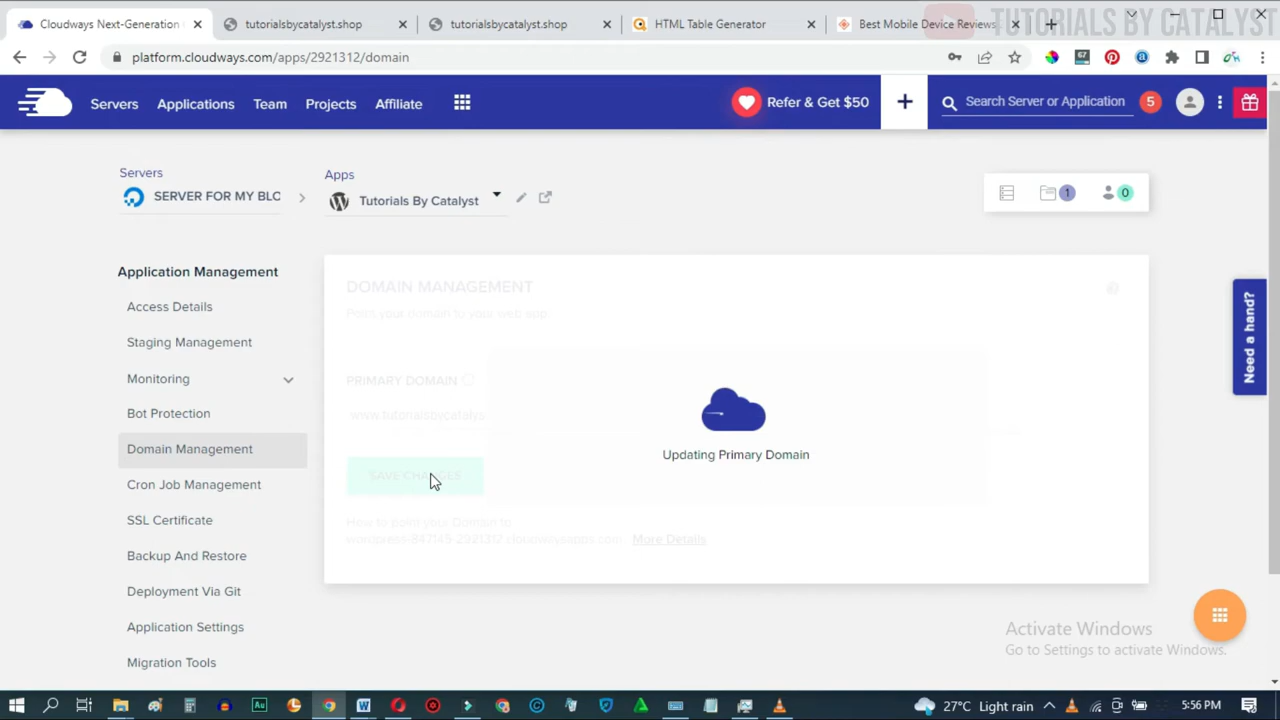 Cloudways Next-Generation
tutorialsbycatalyst.shop
tutorialsbycatalyst.shop
HTML Table Generator
Best Mobile Device Reviews
TUTORIALS BY CATALYST
platform.cloudways.com/apps/2921312/domain
67
Servers
Applications
Team
Projects
Affiliate
Refer & Get $50
+
Search Server or Application
5
Servers
SERVER FOR MY BLO
Apps
Tutorials By Catalyst
1
0
Application Management
Access Details
Staging Management
Monitoring
Bot Protection
Domain Management
Cron Job Management
SSL Certificate
Backup And Restore
Deployment Via Git
Application Settings
Migration Tools
DOMAIN MANAGEMENT
Point your domain to your web app.
PRIMARY DOMAIN
www.tutorialsbycatalys
SAVE CHANGES
Updating Primary Domain
How to point your Domain to
wordpress-847145-2921312.cloudwaysapps.com
More Details
Need a hand?
Activate Windows
Go to Settings to activate Windows.
Au
27°C Light rain
5:56 PM